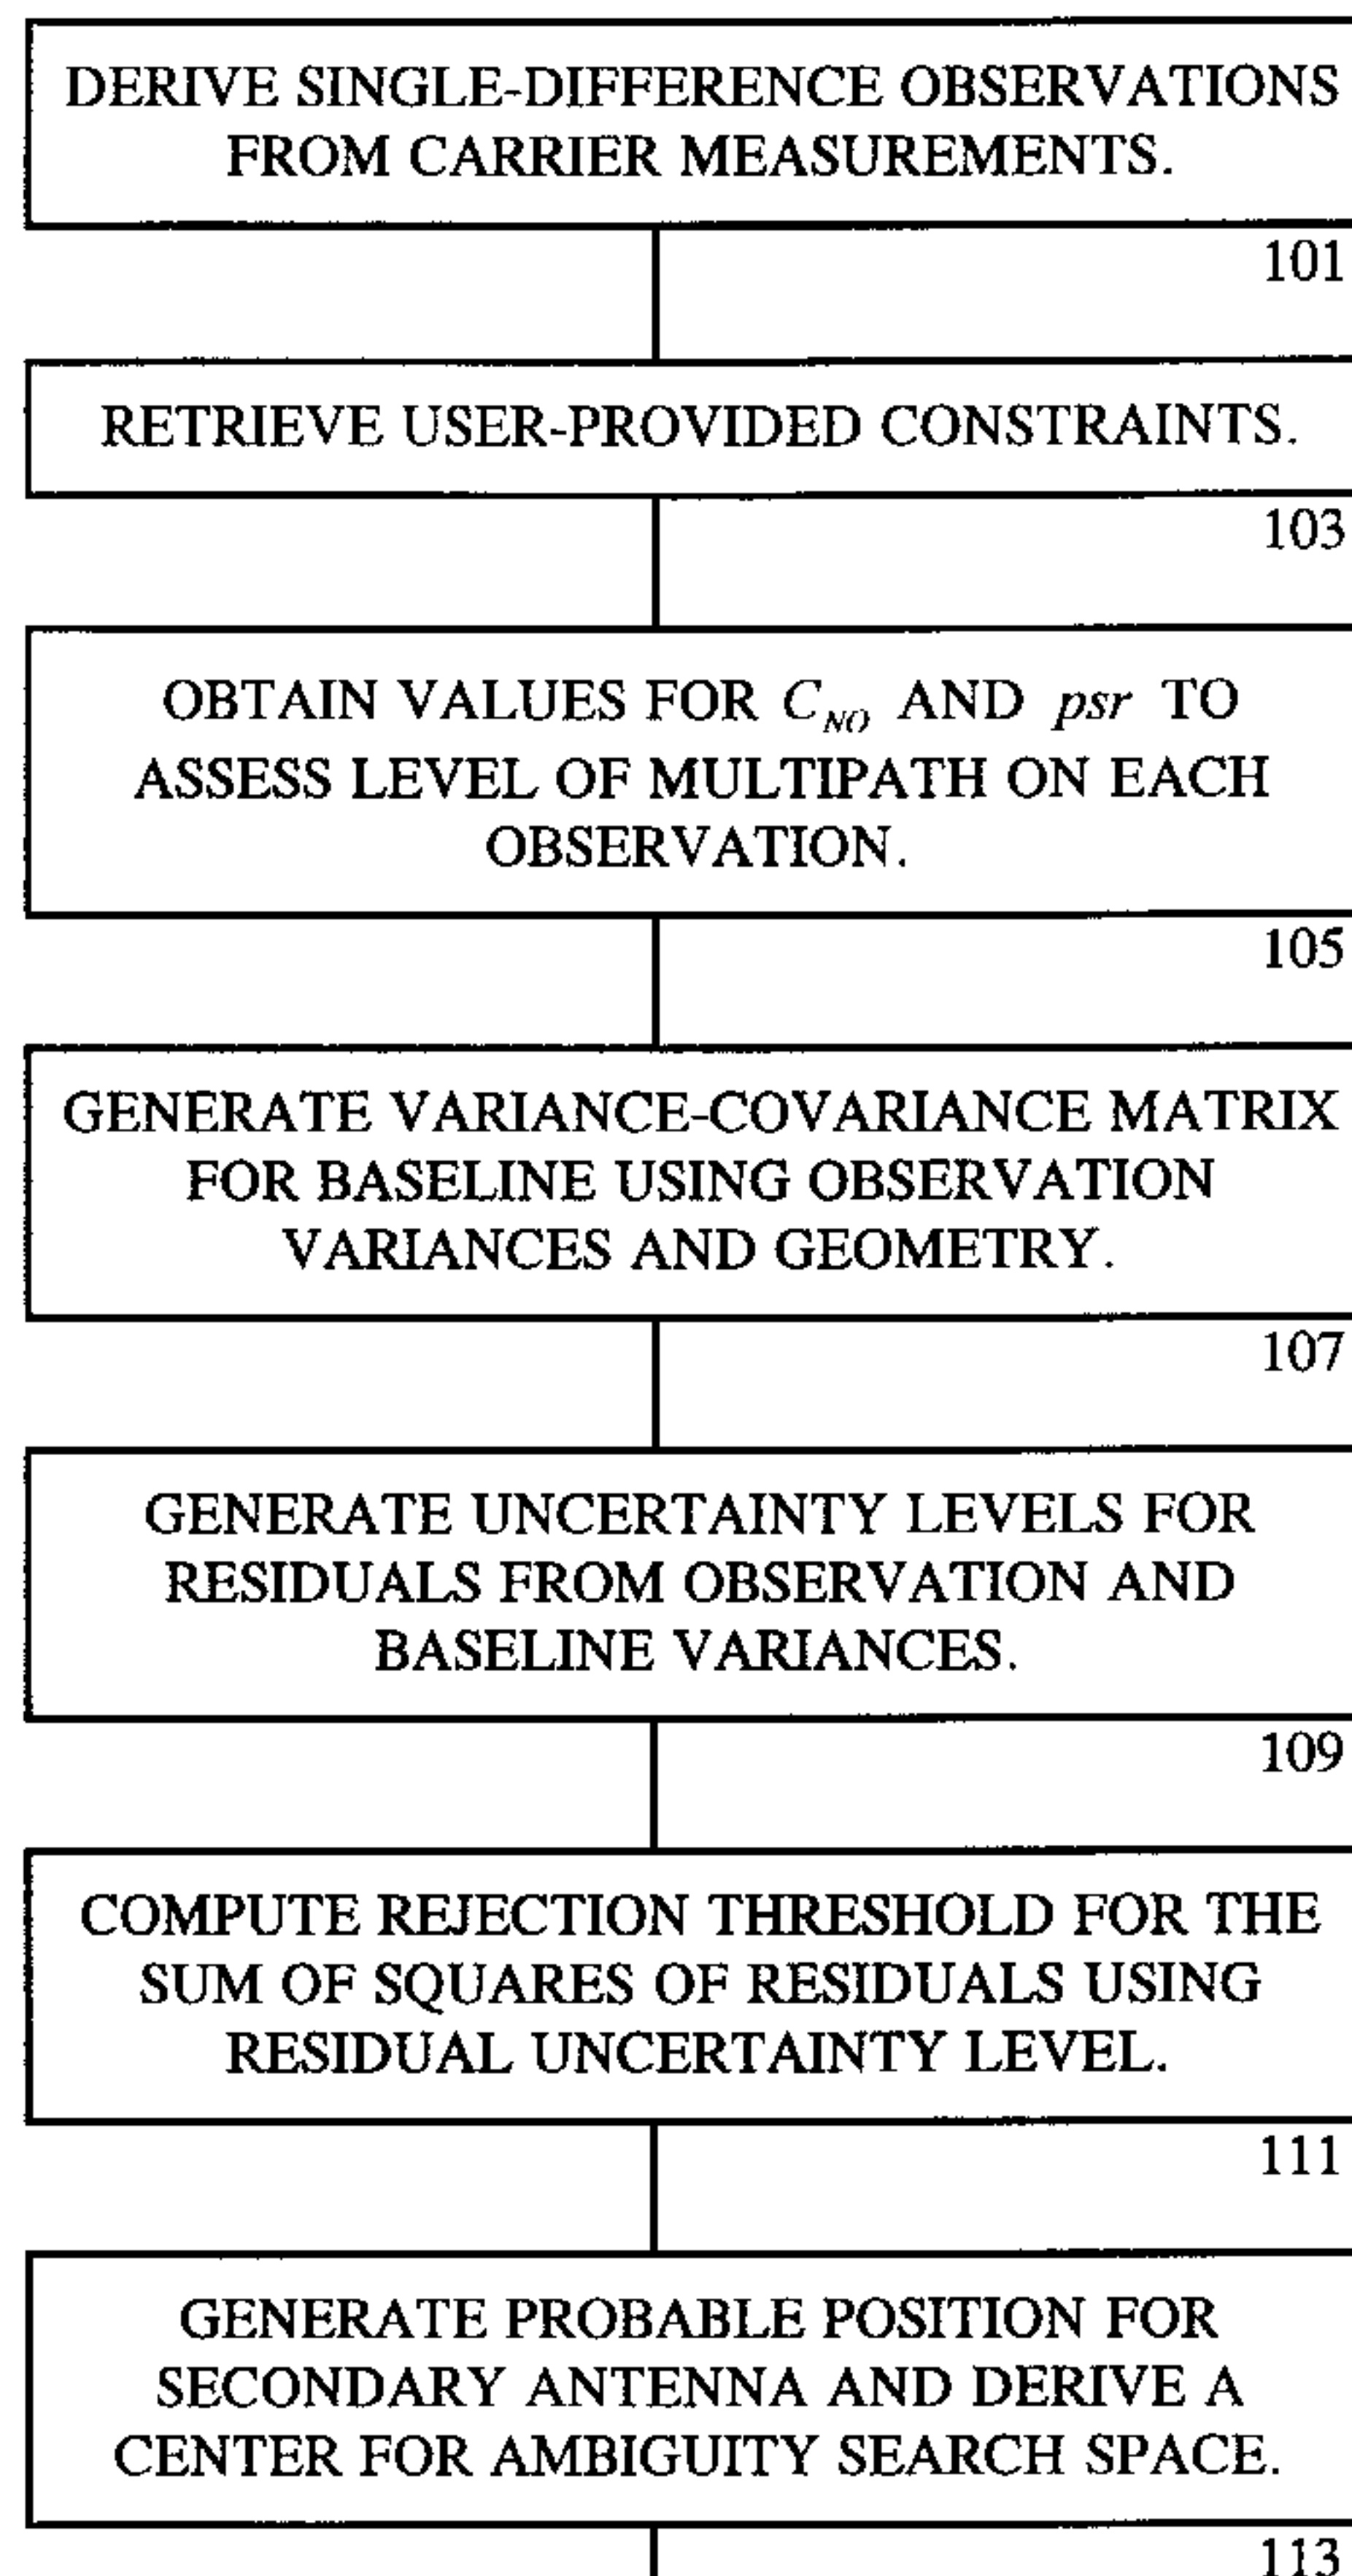 DERIVE SINGLE-DIFFERENCE OBSERVATIONS
FROM CARRIER MEASUREMENTS.
101
RETRIEVE USER-PROVIDED CONSTRAINTS.
103
OBTAIN VALUES FOR C_NO AND psr TO
ASSESS LEVEL OF MULTIPATH ON EACH
OBSERVATION.
105
GENERATE VARIANCE-COVARIANCE MATRIX
FOR BASELINE USING OBSERVATION
VARIANCES AND GEOMETRY.
107
GENERATE UNCERTAINTY LEVELS FOR
RESIDUALS FROM OBSERVATION AND
BASELINE VARIANCES.
109
COMPUTE REJECTION THRESHOLD FOR THE
SUM OF SQUARES OF RESIDUALS USING
RESIDUAL UNCERTAINTY LEVEL.
111
GENERATE PROBABLE POSITION FOR
SECONDARY ANTENNA AND DERIVE A
CENTER FOR AMBIGUITY SEARCH SPACE.
113